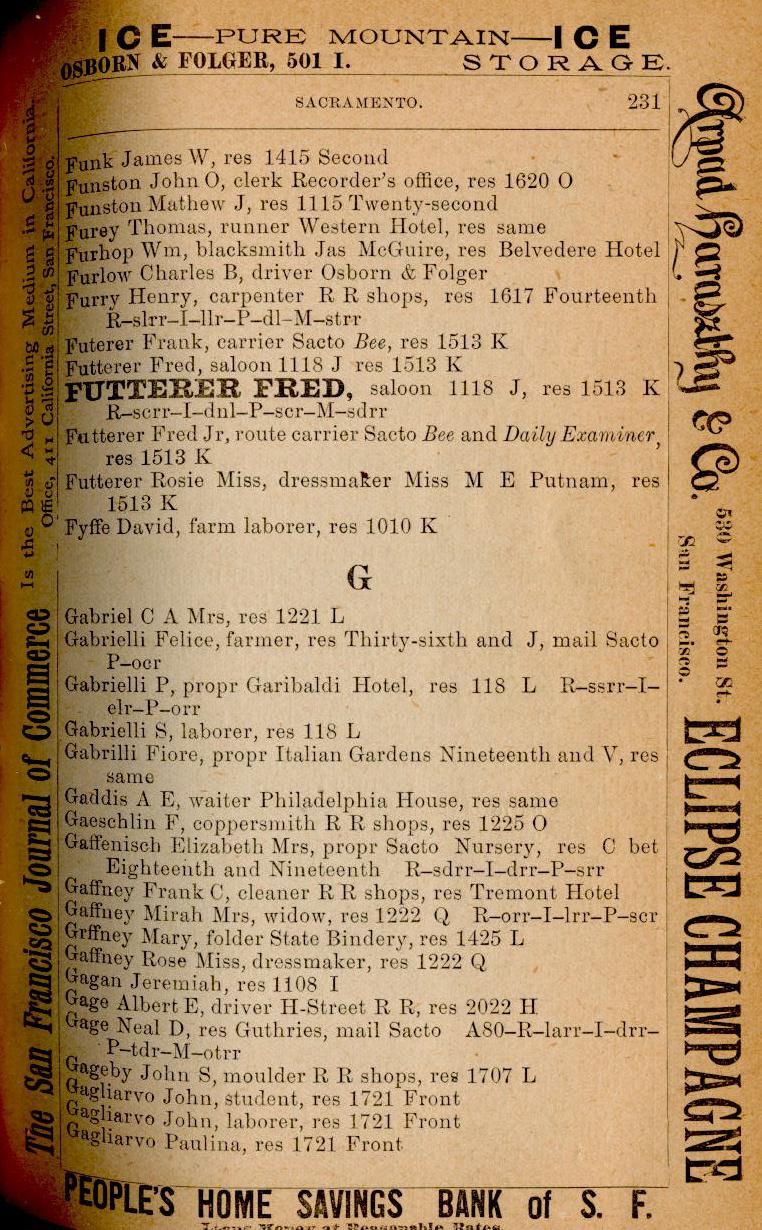 ICE—PURE MOUNTAIN—ICE
OSBORN & FOLGER, 501 I. STORAGE.
SACRAMENTO. 231
Funk James W, res 1415 Second
Funston John O, clerk Recorder's office, res 1620 O
Funston Mathew J, res 1115 Twenty-second
Furey Thomas, runner Western Hotel, res same
Furhop Wm, blacksmith Jas McGuire, res Belvedere Hotel
Furlow Charles B, driver Osborn & Folger
Furry Henry, carpenter R R shops, res 1617 Fourteenth
R–slrr–I–llr–P–dl–M–strr
Futerer Frank, carrier Sacto Bee, res 1513 K
Futterer Fred, saloon 1118 J res 1513 K
FUTTERER FRED, saloon 1118 J, res 1513 K
R–scrr–I–dnl–P–scr–M–sdrr
Futterer Fred Jr, route carrier Sacto Bee and Daily Examiner,
res 1513 K
Futterer Rosie Miss, dressmaker Miss M E Putnam, res
1513 K
Fyffe David, farm laborer, res 1010 K
G
Gabriel C A Mrs, res 1221 L
Gabrielli Felice, farmer, res Thirty-sixth and J, mail Sacto
P–ocr
Gabrielli P, propr Garibaldi Hotel, res 118 L R–ssrr–I–
elr–P–orr
Gabrielli S, laborer, res 118 L
Gabrilli Fiore, propr Italian Gardens Nineteenth and V, res
same
Gaddis A E, waiter Philadelphia House, res same
Gaeschlin F, coppersmith R R shops, res 1225 O
Gaffenisch Elizabeth Mrs, propr Sacto Nursery, res C bet
Eighteenth and Nineteenth R–sdrr–I–drr–P–srr
Gaffney Frank C, cleaner R R shops, res Tremont Hotel
Gaffney Mirah Mrs, widow, res 1222 Q R–orr–I–lrr–P–scr
Grffney Mary, folder State Bindery, res 1425 L
Gaffney Rose Miss, dressmaker, res 1222 Q
Gagan Jeremiah, res 1108 I
Gage Albert E, driver H-Street R R, res 2022 H
Gage Neal D, res Guthries, mail Sacto A80–R–larr–I–drr–
P–tdr–M–otrr
Gageby John S, moulder R R shops, res 1707 L
Gagliarvo John, student, res 1721 Front
Gagliarvo John, laborer, res 1721 Front
Gagliarvo Paulina, res 1721 Front
PEOPLE'S HOME SAVINGS BANK of S. F.
Loans Money at Reasonable Rates
The San Francisco Journal of Commerce Is the Best Advertising Medium in California.
Office, 411 California Street, San Francisco.
Arpad Haraszthy & Co. 530 Washington St.
San Francisco.
ECLIPSE CHAMPAGNE